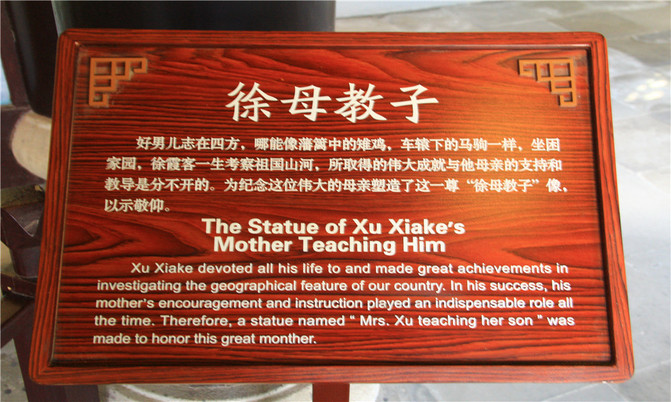 徐母教子
好男儿志在四方，哪能像藩篱中的雉鸡，车辕下的马驹一样，坐困
家园，徐霞客一生考察祖国山河，所取得的伟大成就与他母亲的支持和
教导是分不开的。为纪念这位伟大的母亲塑造了这一尊“徐母教子”像，
以示敬仰。
The Statue of Xu Xiake's
Mother Teaching Him
Xu Xiake devoted all his life to and made great achievements in
investigating the geographical feature of our country. In his success, his
mother's encouragement and instruction played an indispensable role all
the time. Therefore, a statue named “ Mrs. Xu teaching her son ” was
made to honor this great monther.